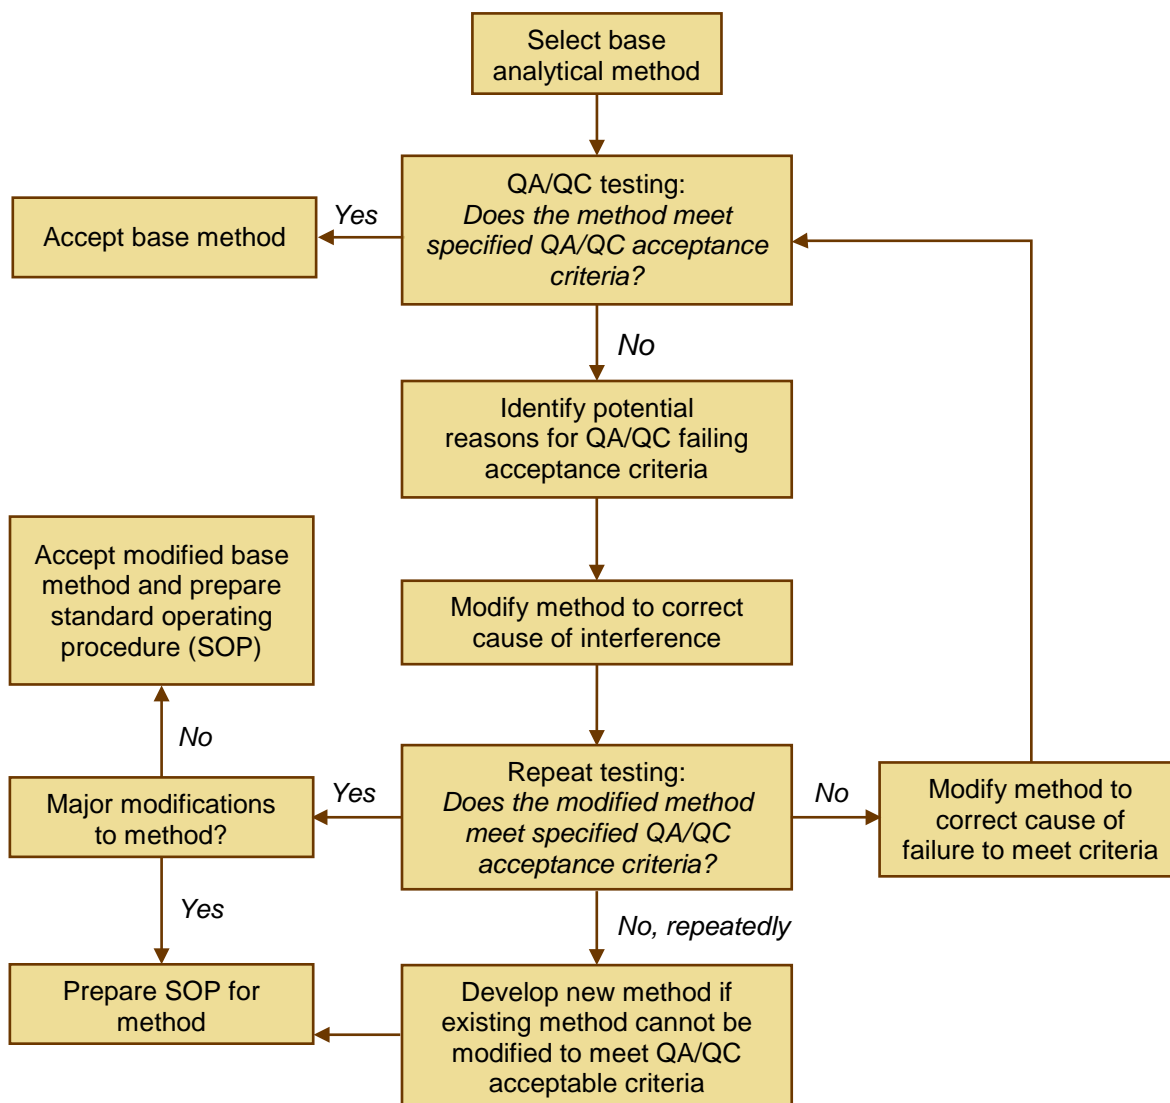 Select base
analytical method
QA/QC testing:
Does the method meet
specified QA/QC acceptance
criteria?
Yes
Accept base method
No
Identify potential
reasons for QA/QC failing
acceptance criteria
Modify method to correct
cause of interference
Repeat testing:
Does the modified method
meet specified QA/QC
acceptance criteria?
Yes
Major modifications
to method?
No
Accept modified base
method and prepare
standard operating
procedure (SOP)
Yes
Prepare SOP for
method
No
Modify method to
correct cause of
failure to meet criteria
No, repeatedly
Develop new method if
existing method cannot be
modified to meet QA/QC
acceptable criteria